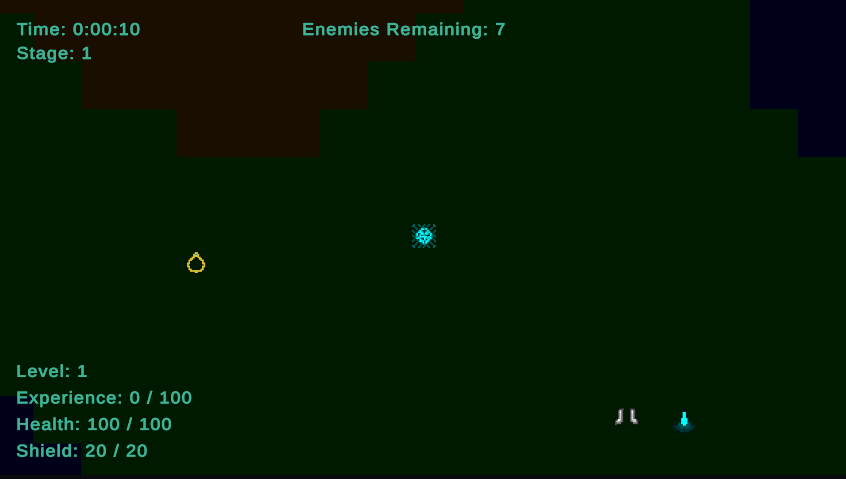 Time: 0:00:10
Enemies Remaining: 7
Stage: 1
Level: 1
Experience: 0 / 100
Health: 100 / 100
Shield: 20 / 20